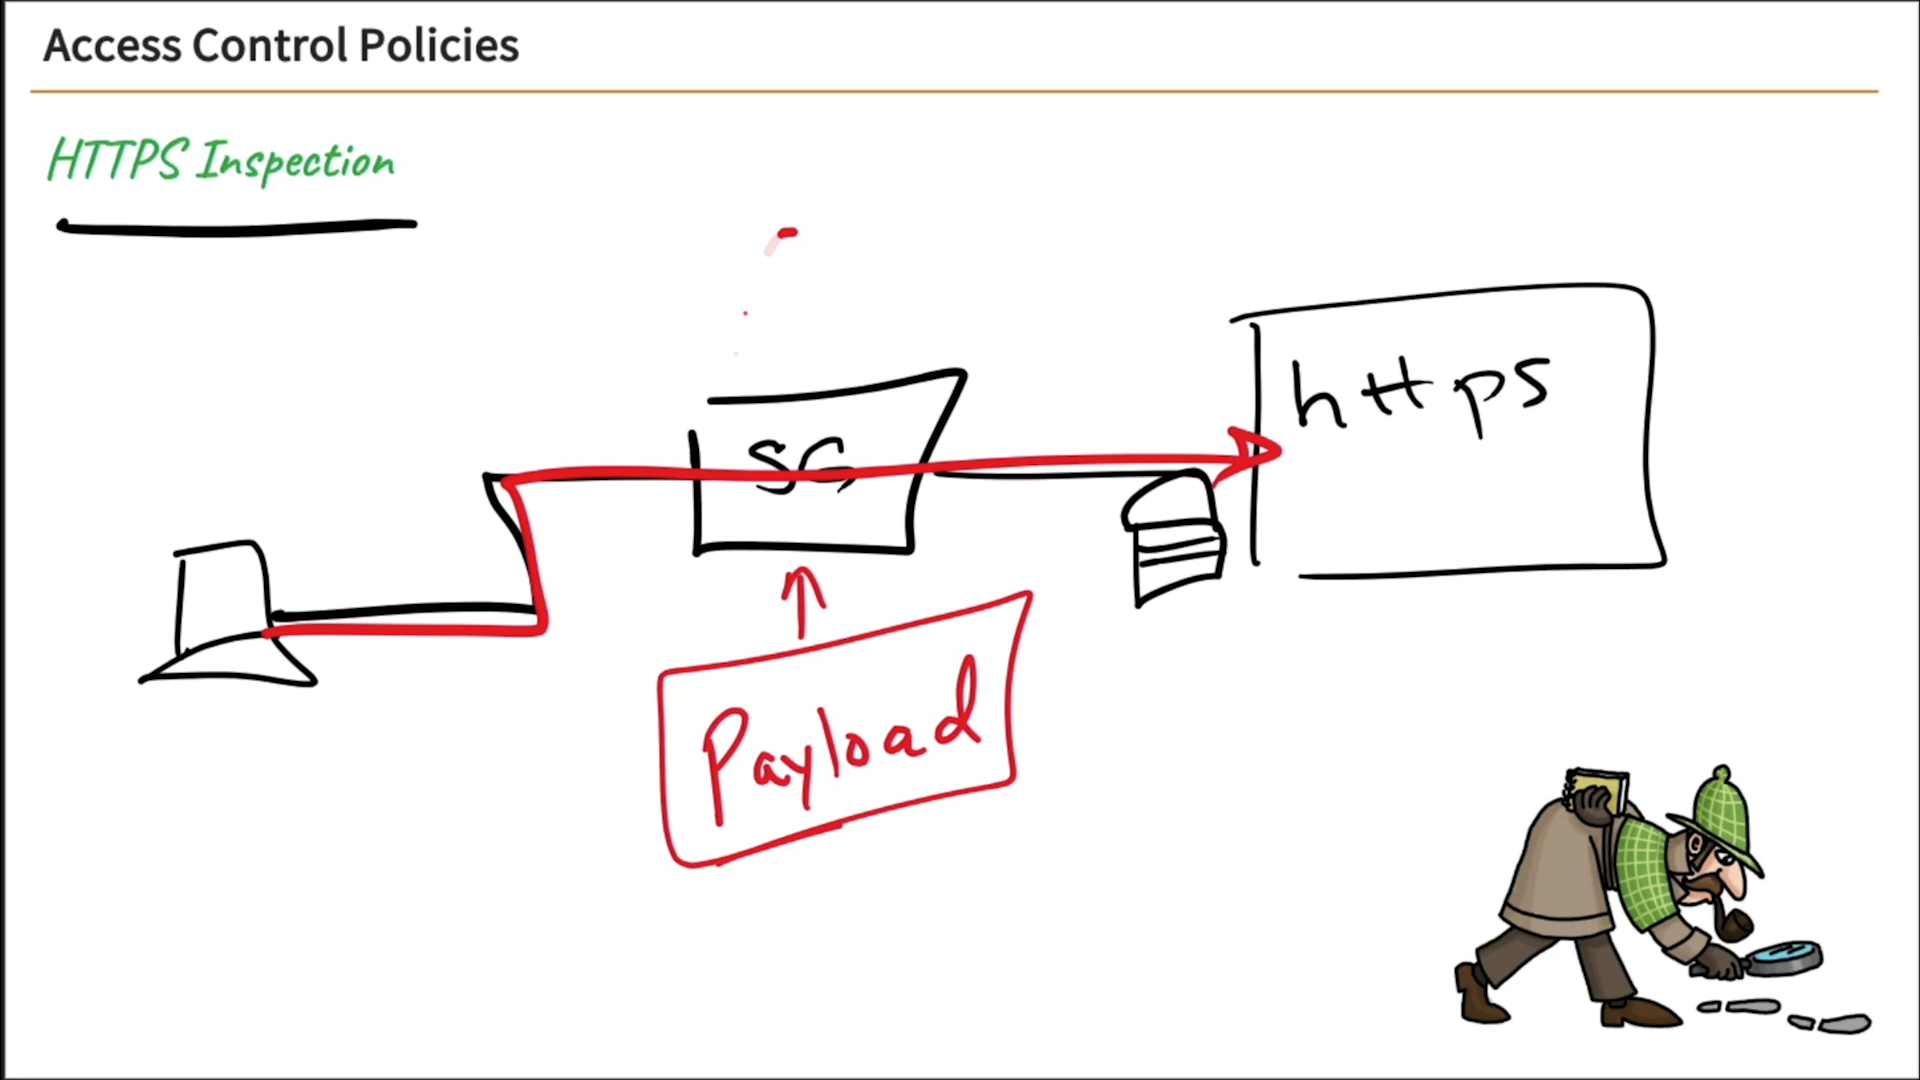 Access Control Policies
HTTPS Inspection
https
SG
Payload